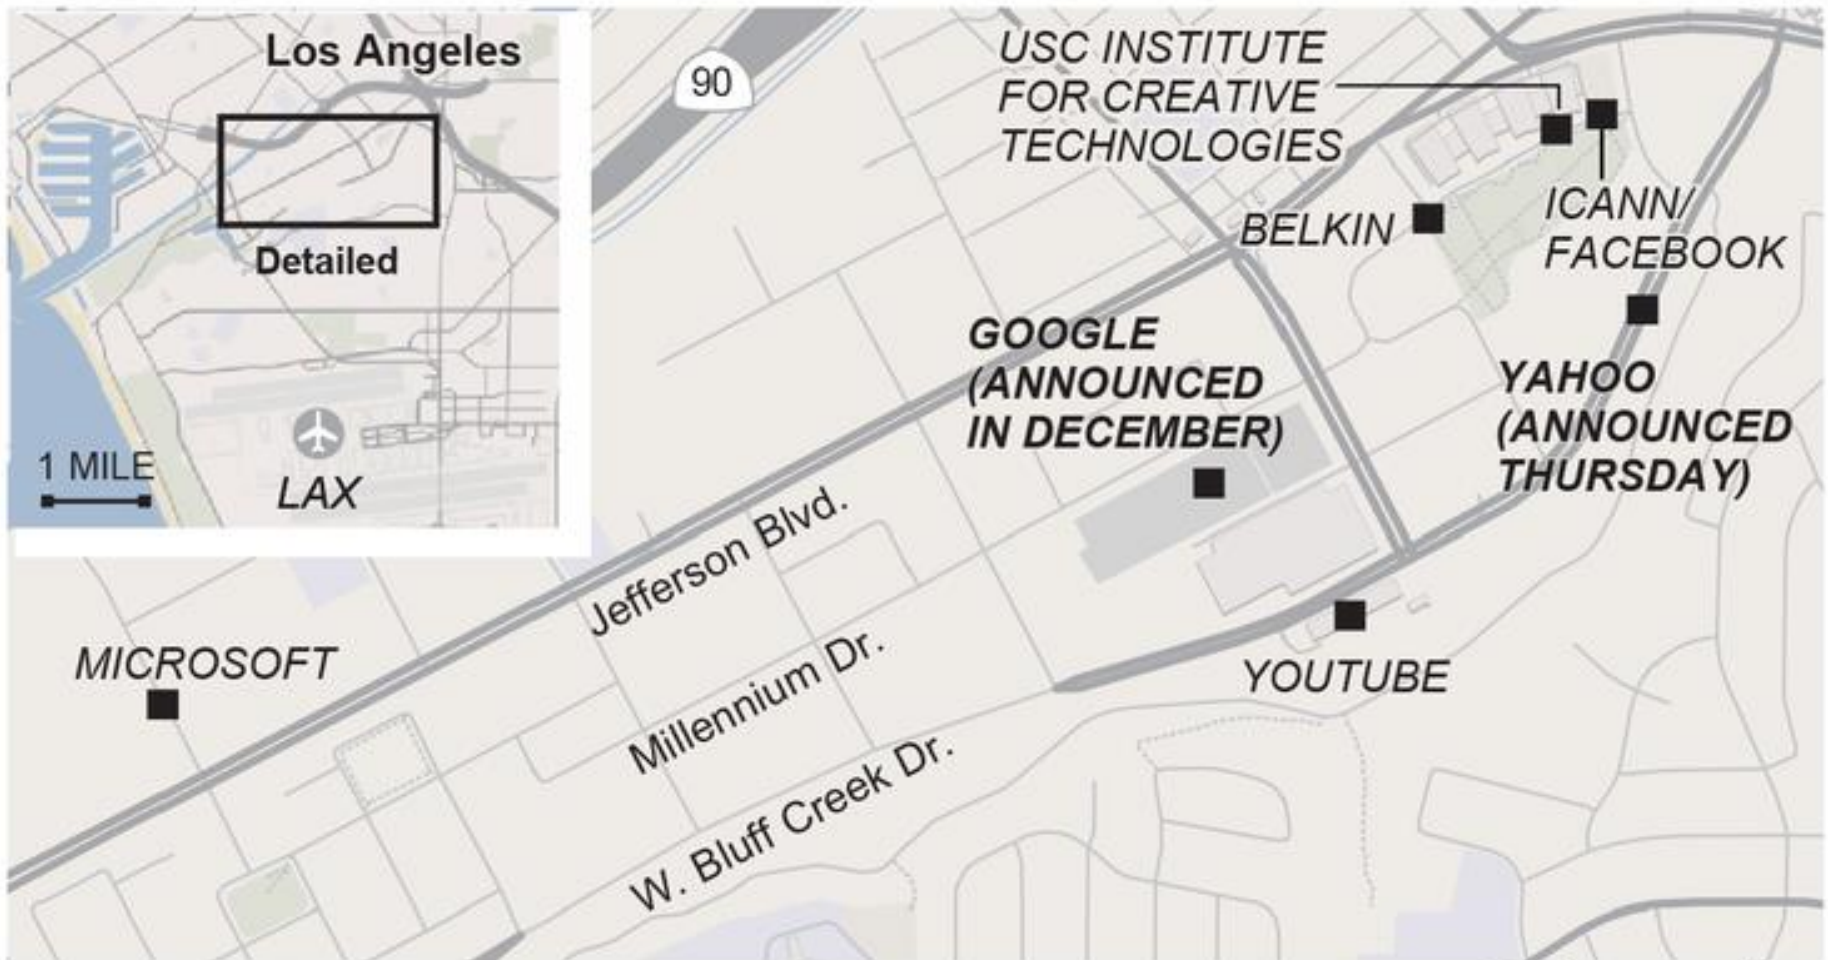 Los Angeles
Detailed
1 MILE
LAX
90
USC INSTITUTE
FOR CREATIVE
TECHNOLOGIES
BELKIN
ICANN/
FACEBOOK
GOOGLE
(ANNOUNCED
IN DECEMBER)
YAHOO
(ANNOUNCED
THURSDAY)
Jefferson Blvd.
MICROSOFT
Millennium Dr.
YOUTUBE
W. Bluff Creek Dr.